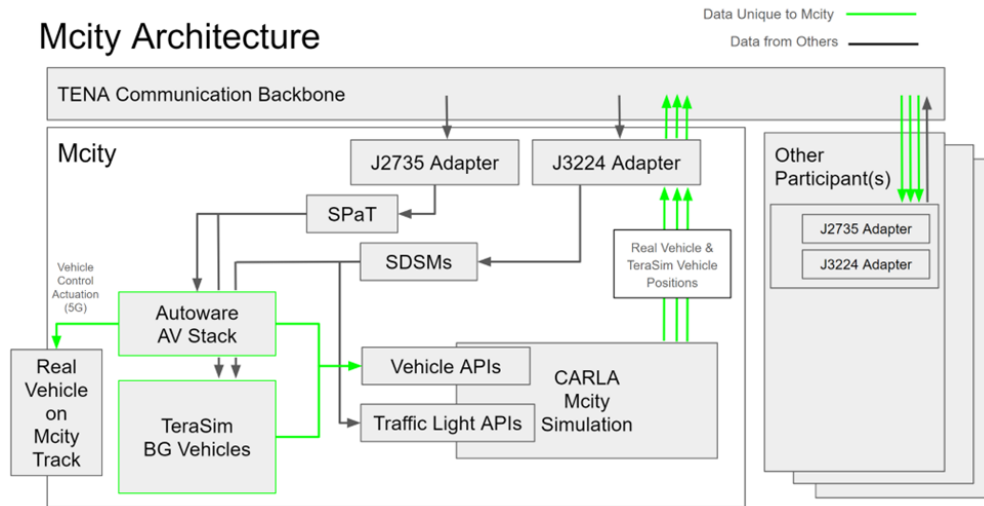 Data Unique to Mcity
Mcity Architecture
Data from Others
TENA Communication Backbone
Mcity
J2735 Adapter
J3224 Adapter
Other
Participant(s)
SPaT
J2735 Adapter
SDSMs
Real Vehicle &
TeraSim Vehicle
Positions
J3224 Adapter
Vehicle
Control
Actuation
(5G)
Autoware
AV Stack
Real
Vehicle
on
Mcity
Track
Vehicle APIs
CARLA
Mcity
Simulation
TeraSim
BG Vehicles
Traffic Light APIs